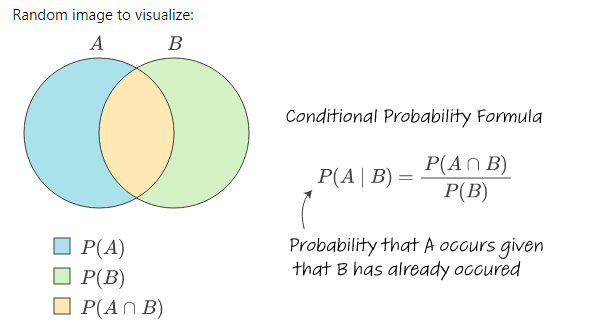 Random image to visualize:
A B
Conditional Probability Formula
P(A | B) = P(A ∩ B) / P(B)
Probability that A occurs given
that B has already occured
P(A)
P(B)
P(A ∩ B)